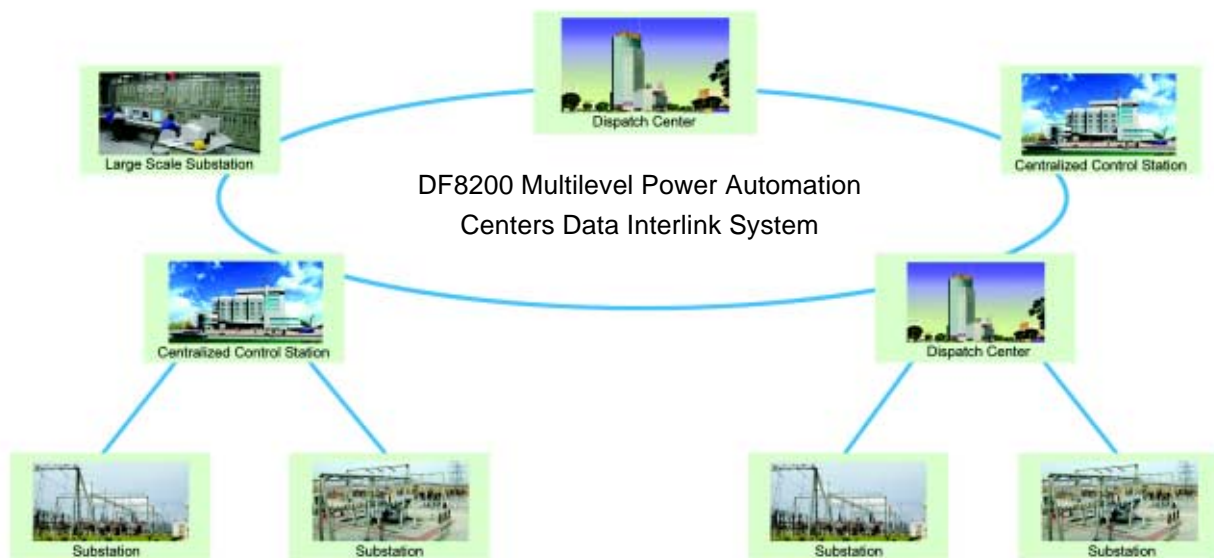 Dispatch Center
Large Scale Substation
Centralized Control Station
DF8200 Multilevel Power Automation
Centers Data Interlink System
Centralized Control Station
Dispatch Center
Substation
Substation
Substation
Substation